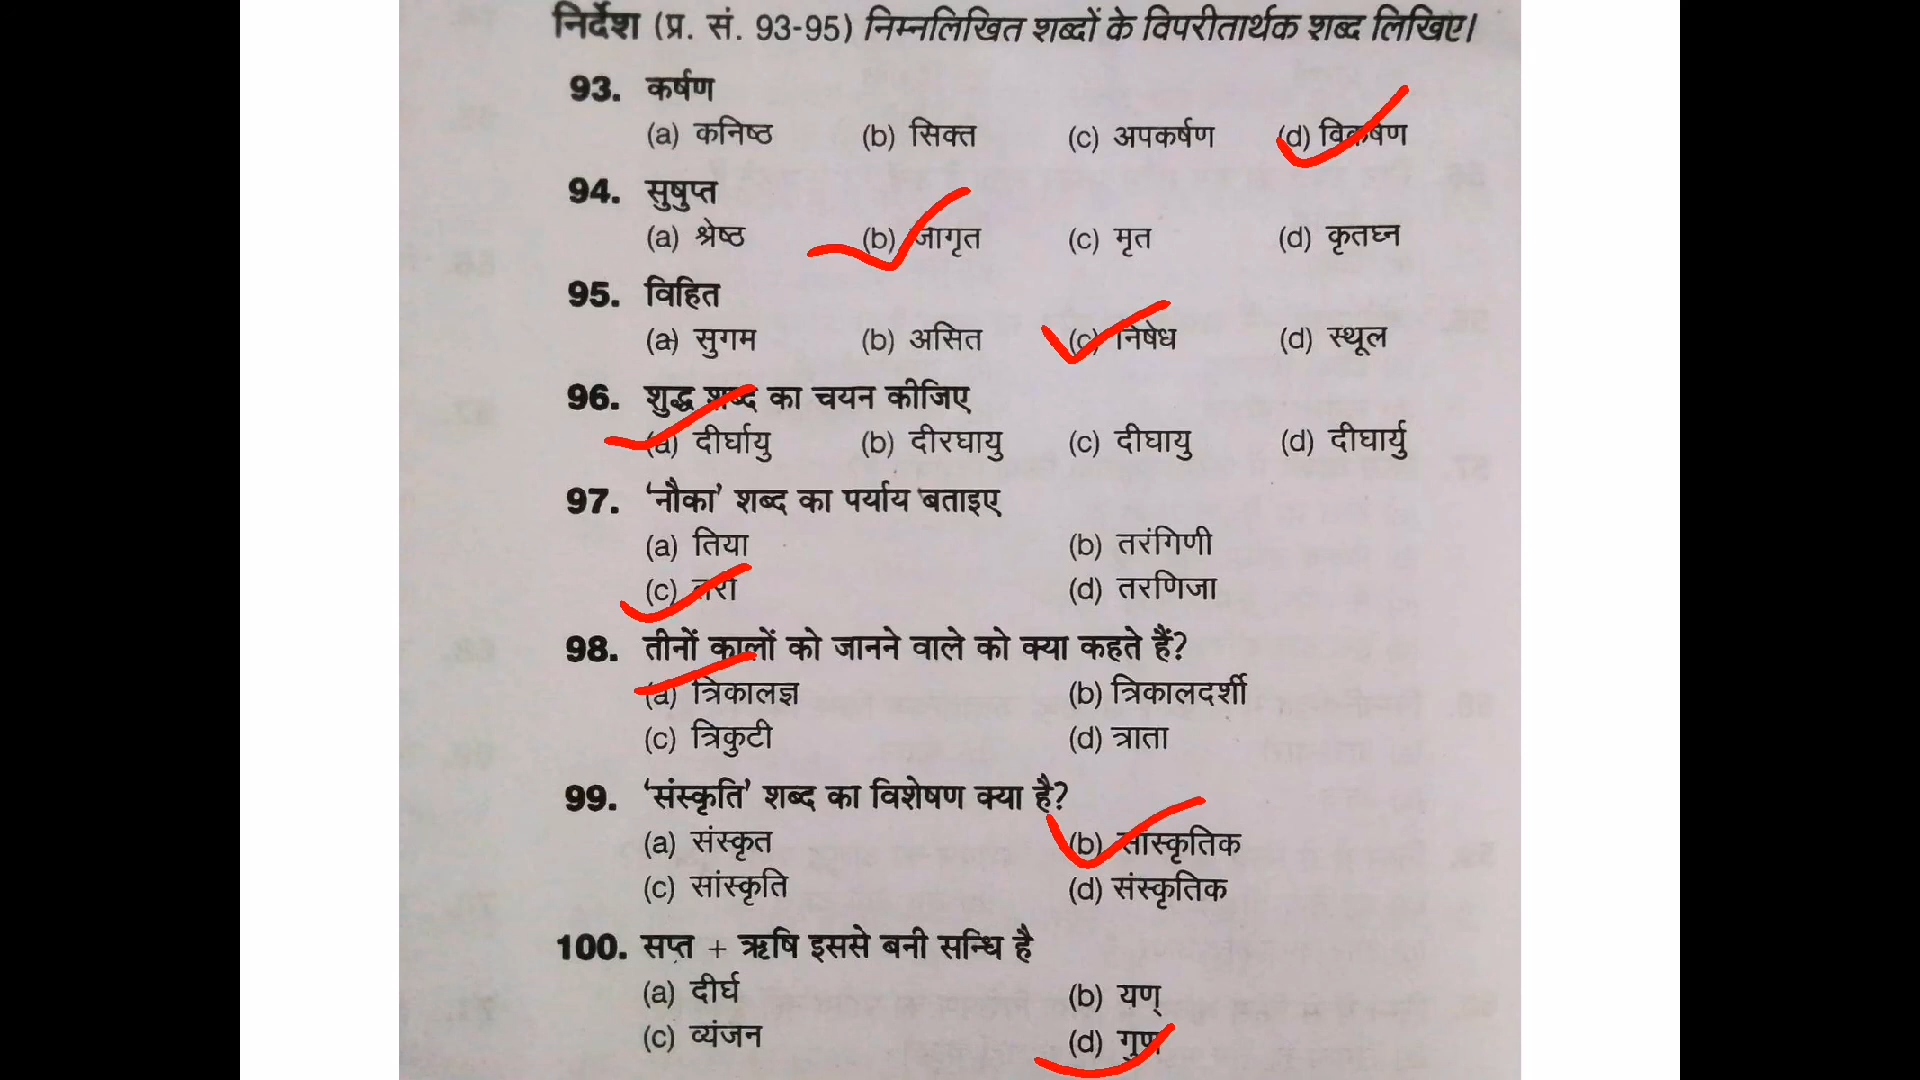 निर्देश (प्र. सं. 93-95) निम्नलिखित शब्दों के विपरीतार्थक शब्द लिखिए।
93. कर्षण
(a) कनिष्ठ (b) सिक्त (c) अपकर्षण (d) विकर्षण
94. सुषुप्त
(a) श्रेष्ठ (b) जागृत (c) मृत (d) कृतघ्न
95. विहित
(a) सुगम (b) असित (c) निषेध (d) स्थूल
96. शुद्ध शब्द का चयन कीजिए
(a) दीर्घायु (b) दीरघायु (c) दीघायु (d) दीघार्यु
97. 'नौका' शब्द का पर्याय बताइए
(a) तिया (b) तरंगिणी
(c) तरी (d) तरणिजा
98. तीनों कालों को जानने वाले को क्या कहते हैं?
(a) त्रिकालज्ञ (b) त्रिकालदर्शी
(c) त्रिकुटी (d) त्राता
99. 'संस्कृति' शब्द का विशेषण क्या है?
(a) संस्कृत (b) सांस्कृतिक
(c) सांस्कृति (d) संस्कृतिक
100. सप्त + ऋषि इससे बनी सन्धि है
(a) दीर्घ (b) यण्
(c) व्यंजन (d) गुण